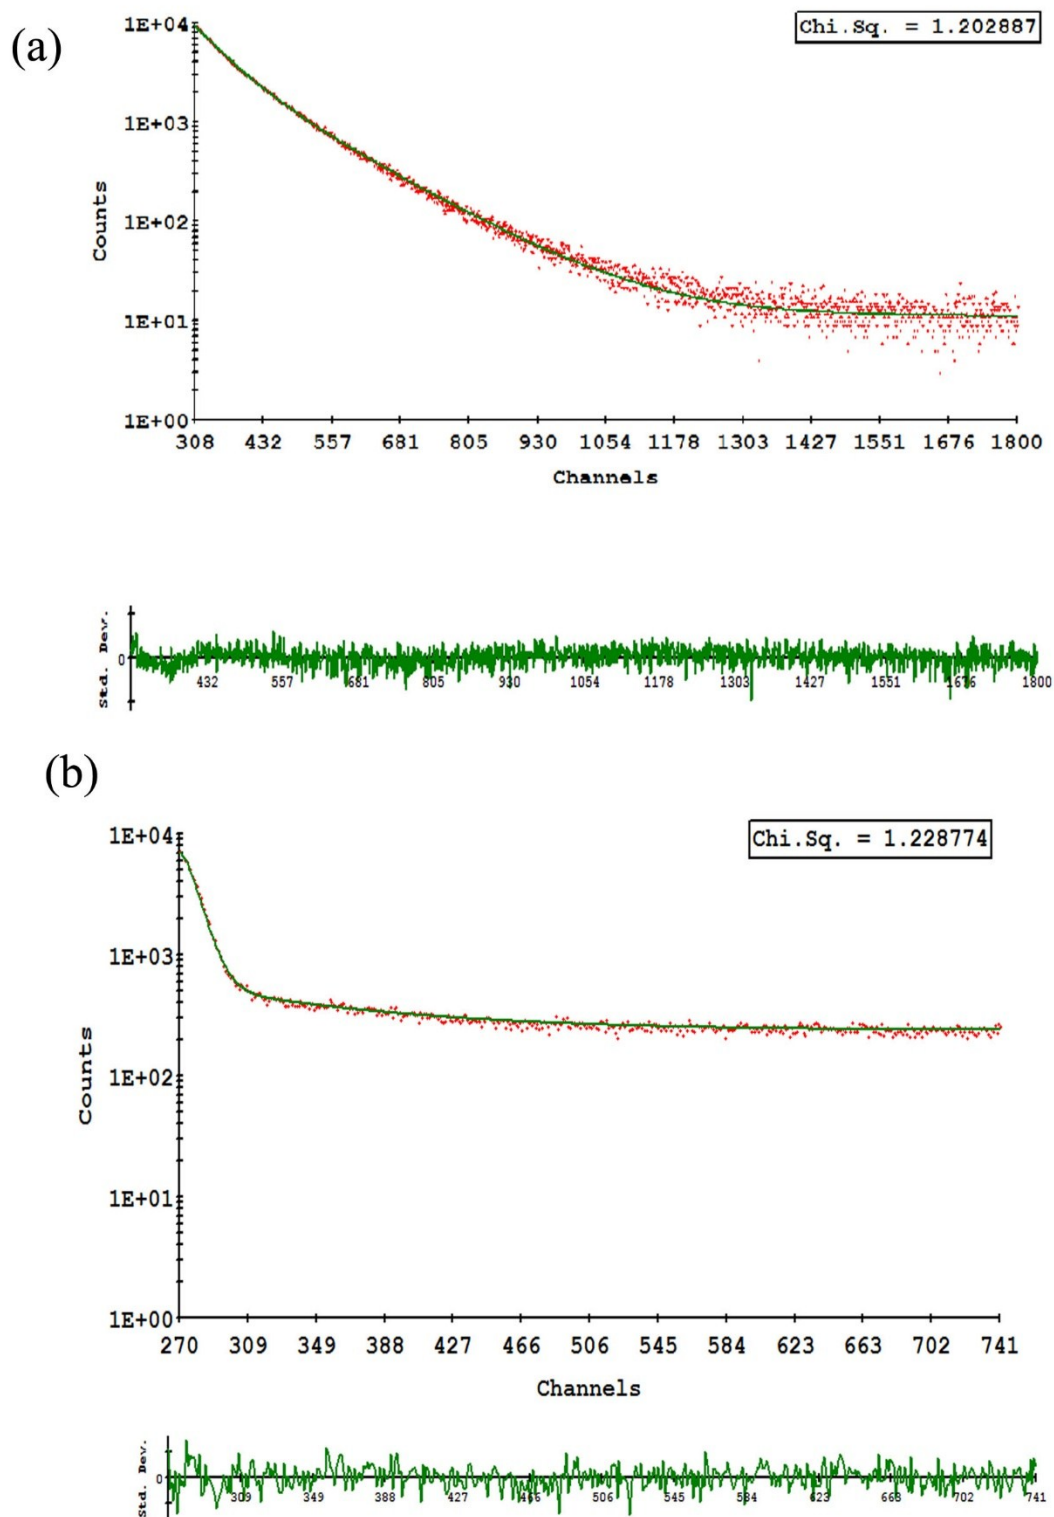 (a)
Chi.Sq. = 1.202887
1E+04
1E+03
1E+02
1E+01
1E+00
Counts
308 432 557 681 805 930 1054 1178 1303 1427 1551 1676 1800
Channels
Std. Dev.
0
432 557 681 805 930 1054 1178 1303 1427 1551 1676 1800
(b)
Chi.Sq. = 1.228774
1E+04
1E+03
1E+02
1E+01
1E+00
Counts
270 309 349 388 427 466 506 545 584 623 663 702 741
Channels
Std. Dev.
0
309 349 388 427 466 506 545 584 623 663 702 741